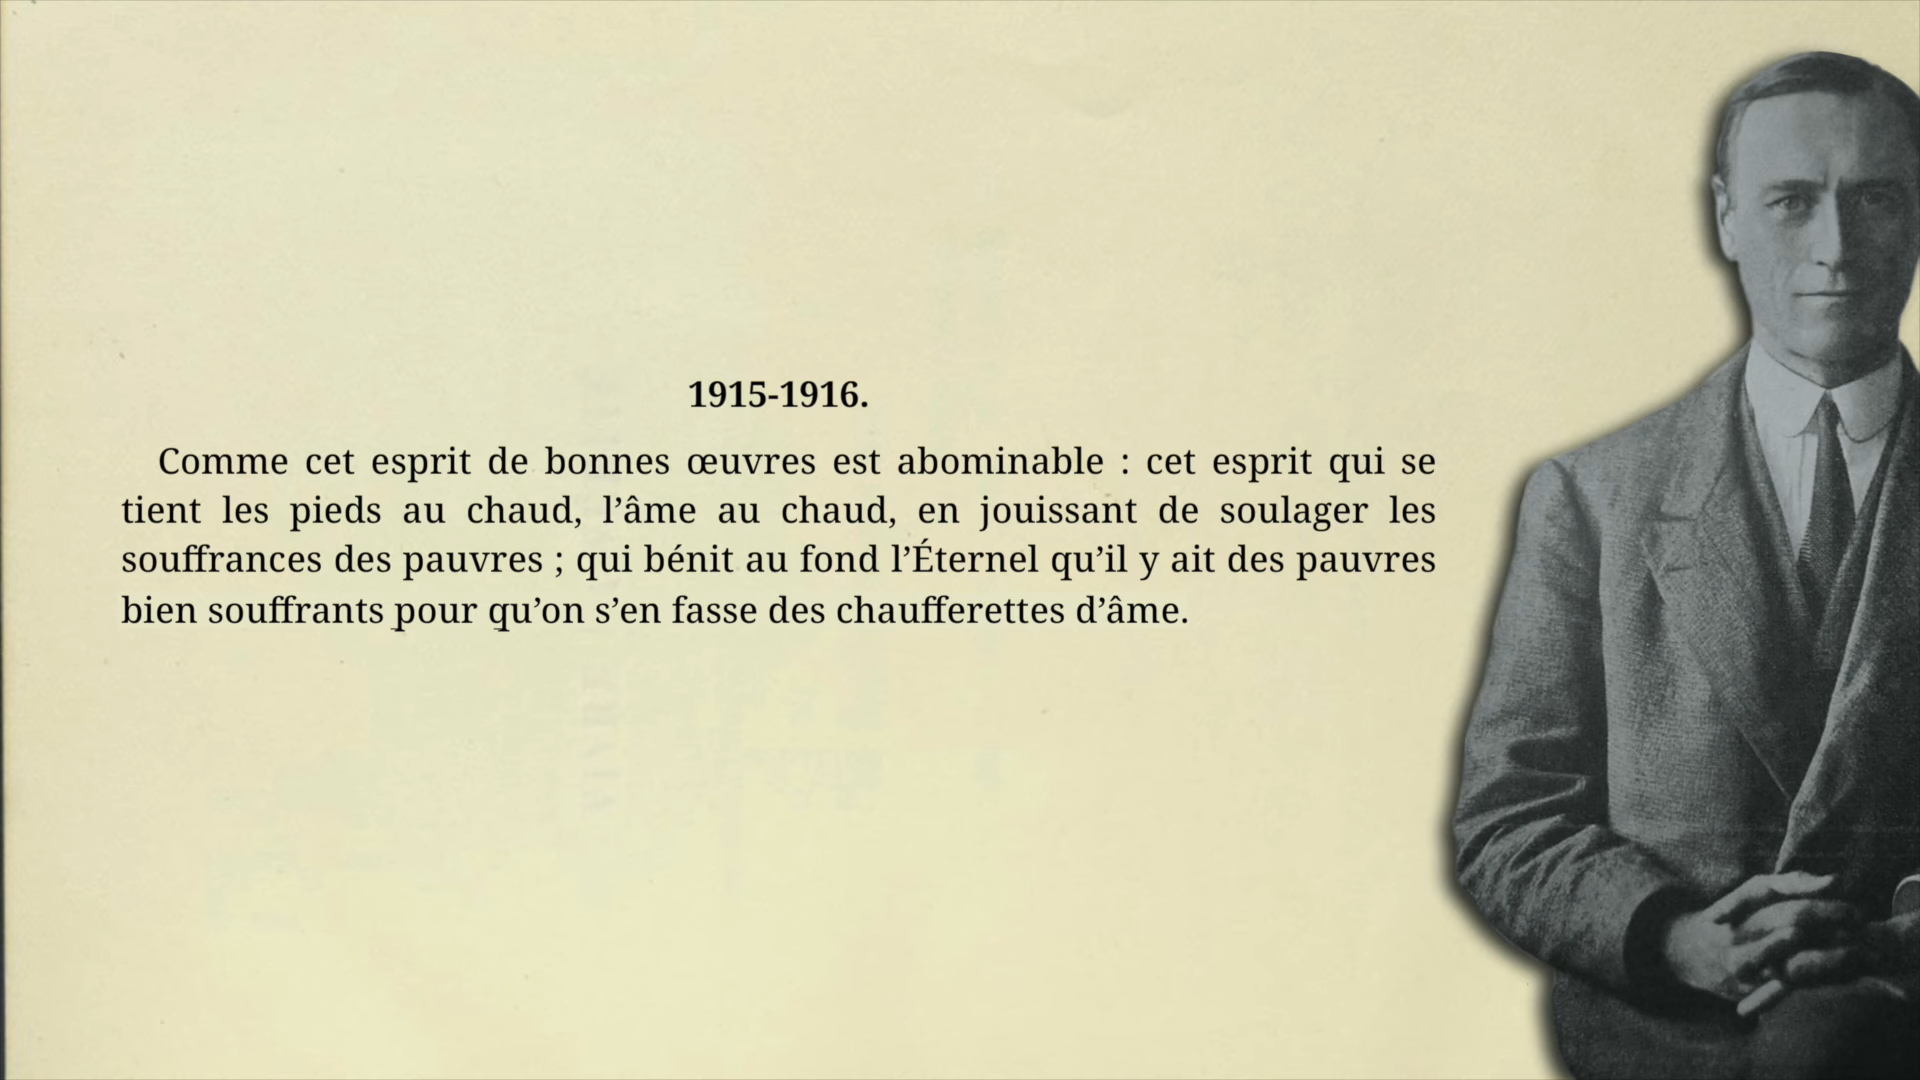 1915-1916.
Comme cet esprit de bonnes œuvres est abominable : cet esprit qui se
tient les pieds au chaud, l’âme au chaud, en jouissant de soulager les
souffrances des pauvres ; qui bénit au fond l’Éternel qu’il y ait des pauvres
bien souffrants pour qu’on s’en fasse des chaufferettes d’âme.